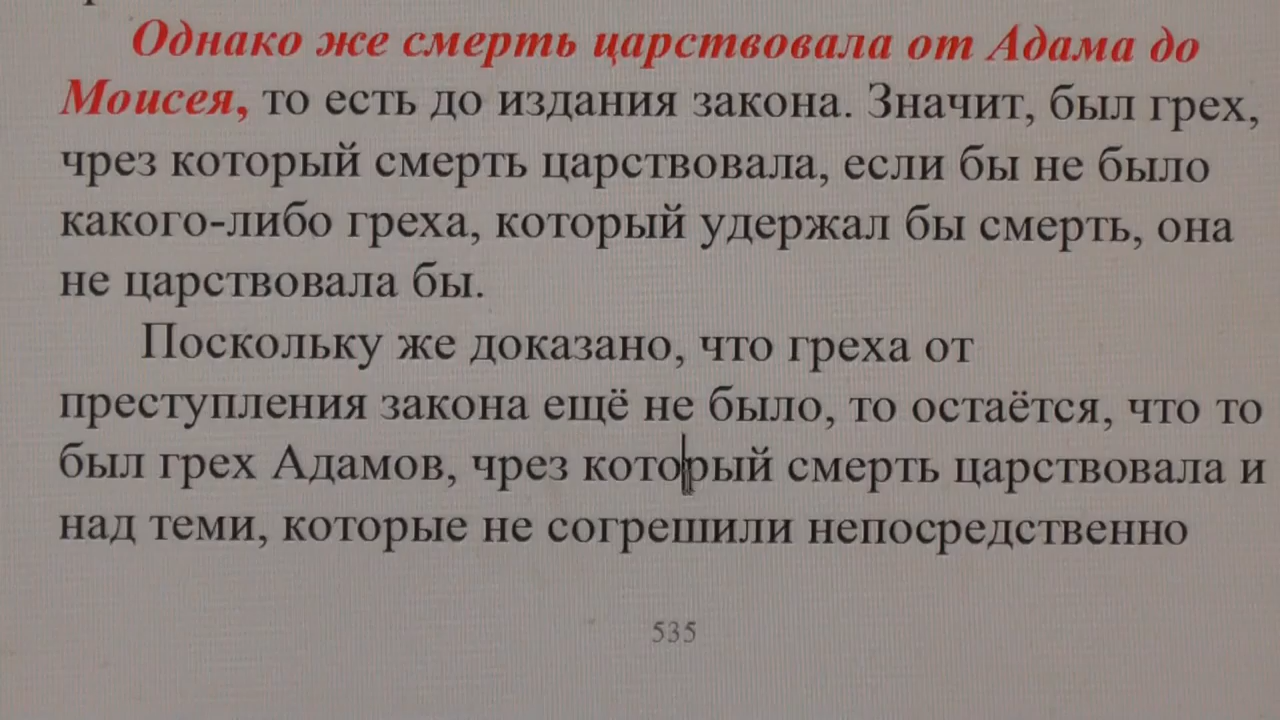 Однако же смерть царствовала от Адама до
Моисея, то есть до издания закона. Значит, был грех,
чрез который смерть царствовала, если бы не было
какого-либо греха, который удержал бы смерть, она
не царствовала бы.
Поскольку же доказано, что греха от
преступления закона ещё не было, то остаётся, что то
был грех Адамов, чрез который смерть царствовала и
над теми, которые не согрешили непосредственно
535